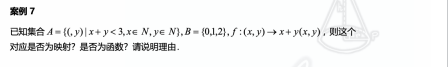 案例 7
已知集合 A = {(, y) | x + y < 3, x ∈ N, y ∈ N}, B = {0,1,2}, f : (x, y) → x + y(x, y) ，则这个
对应是否为映射？是否为函数？请说明理由．